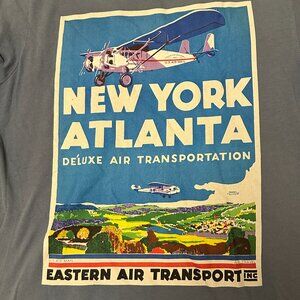 NEW YORK
ATLANTA
DELUXE AIR TRANSPORTATION
EASTERN AIR TRANSPORT INC